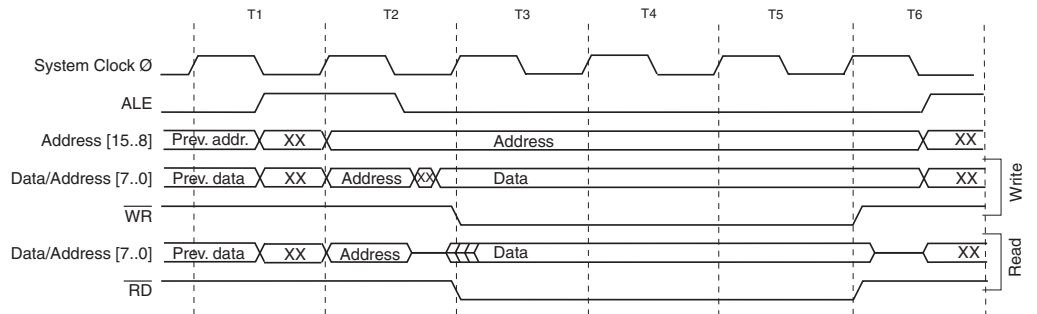 T1 T2 T3 T4 T5 T6
System Clock Ø
ALE
Address [15..8] Prev. addr. XX Address XX
Data/Address [7..0] Prev. data XX Address XX Data XX
WR
Write
Data/Address [7..0] Prev. data XX Address Data XX
RD
Read